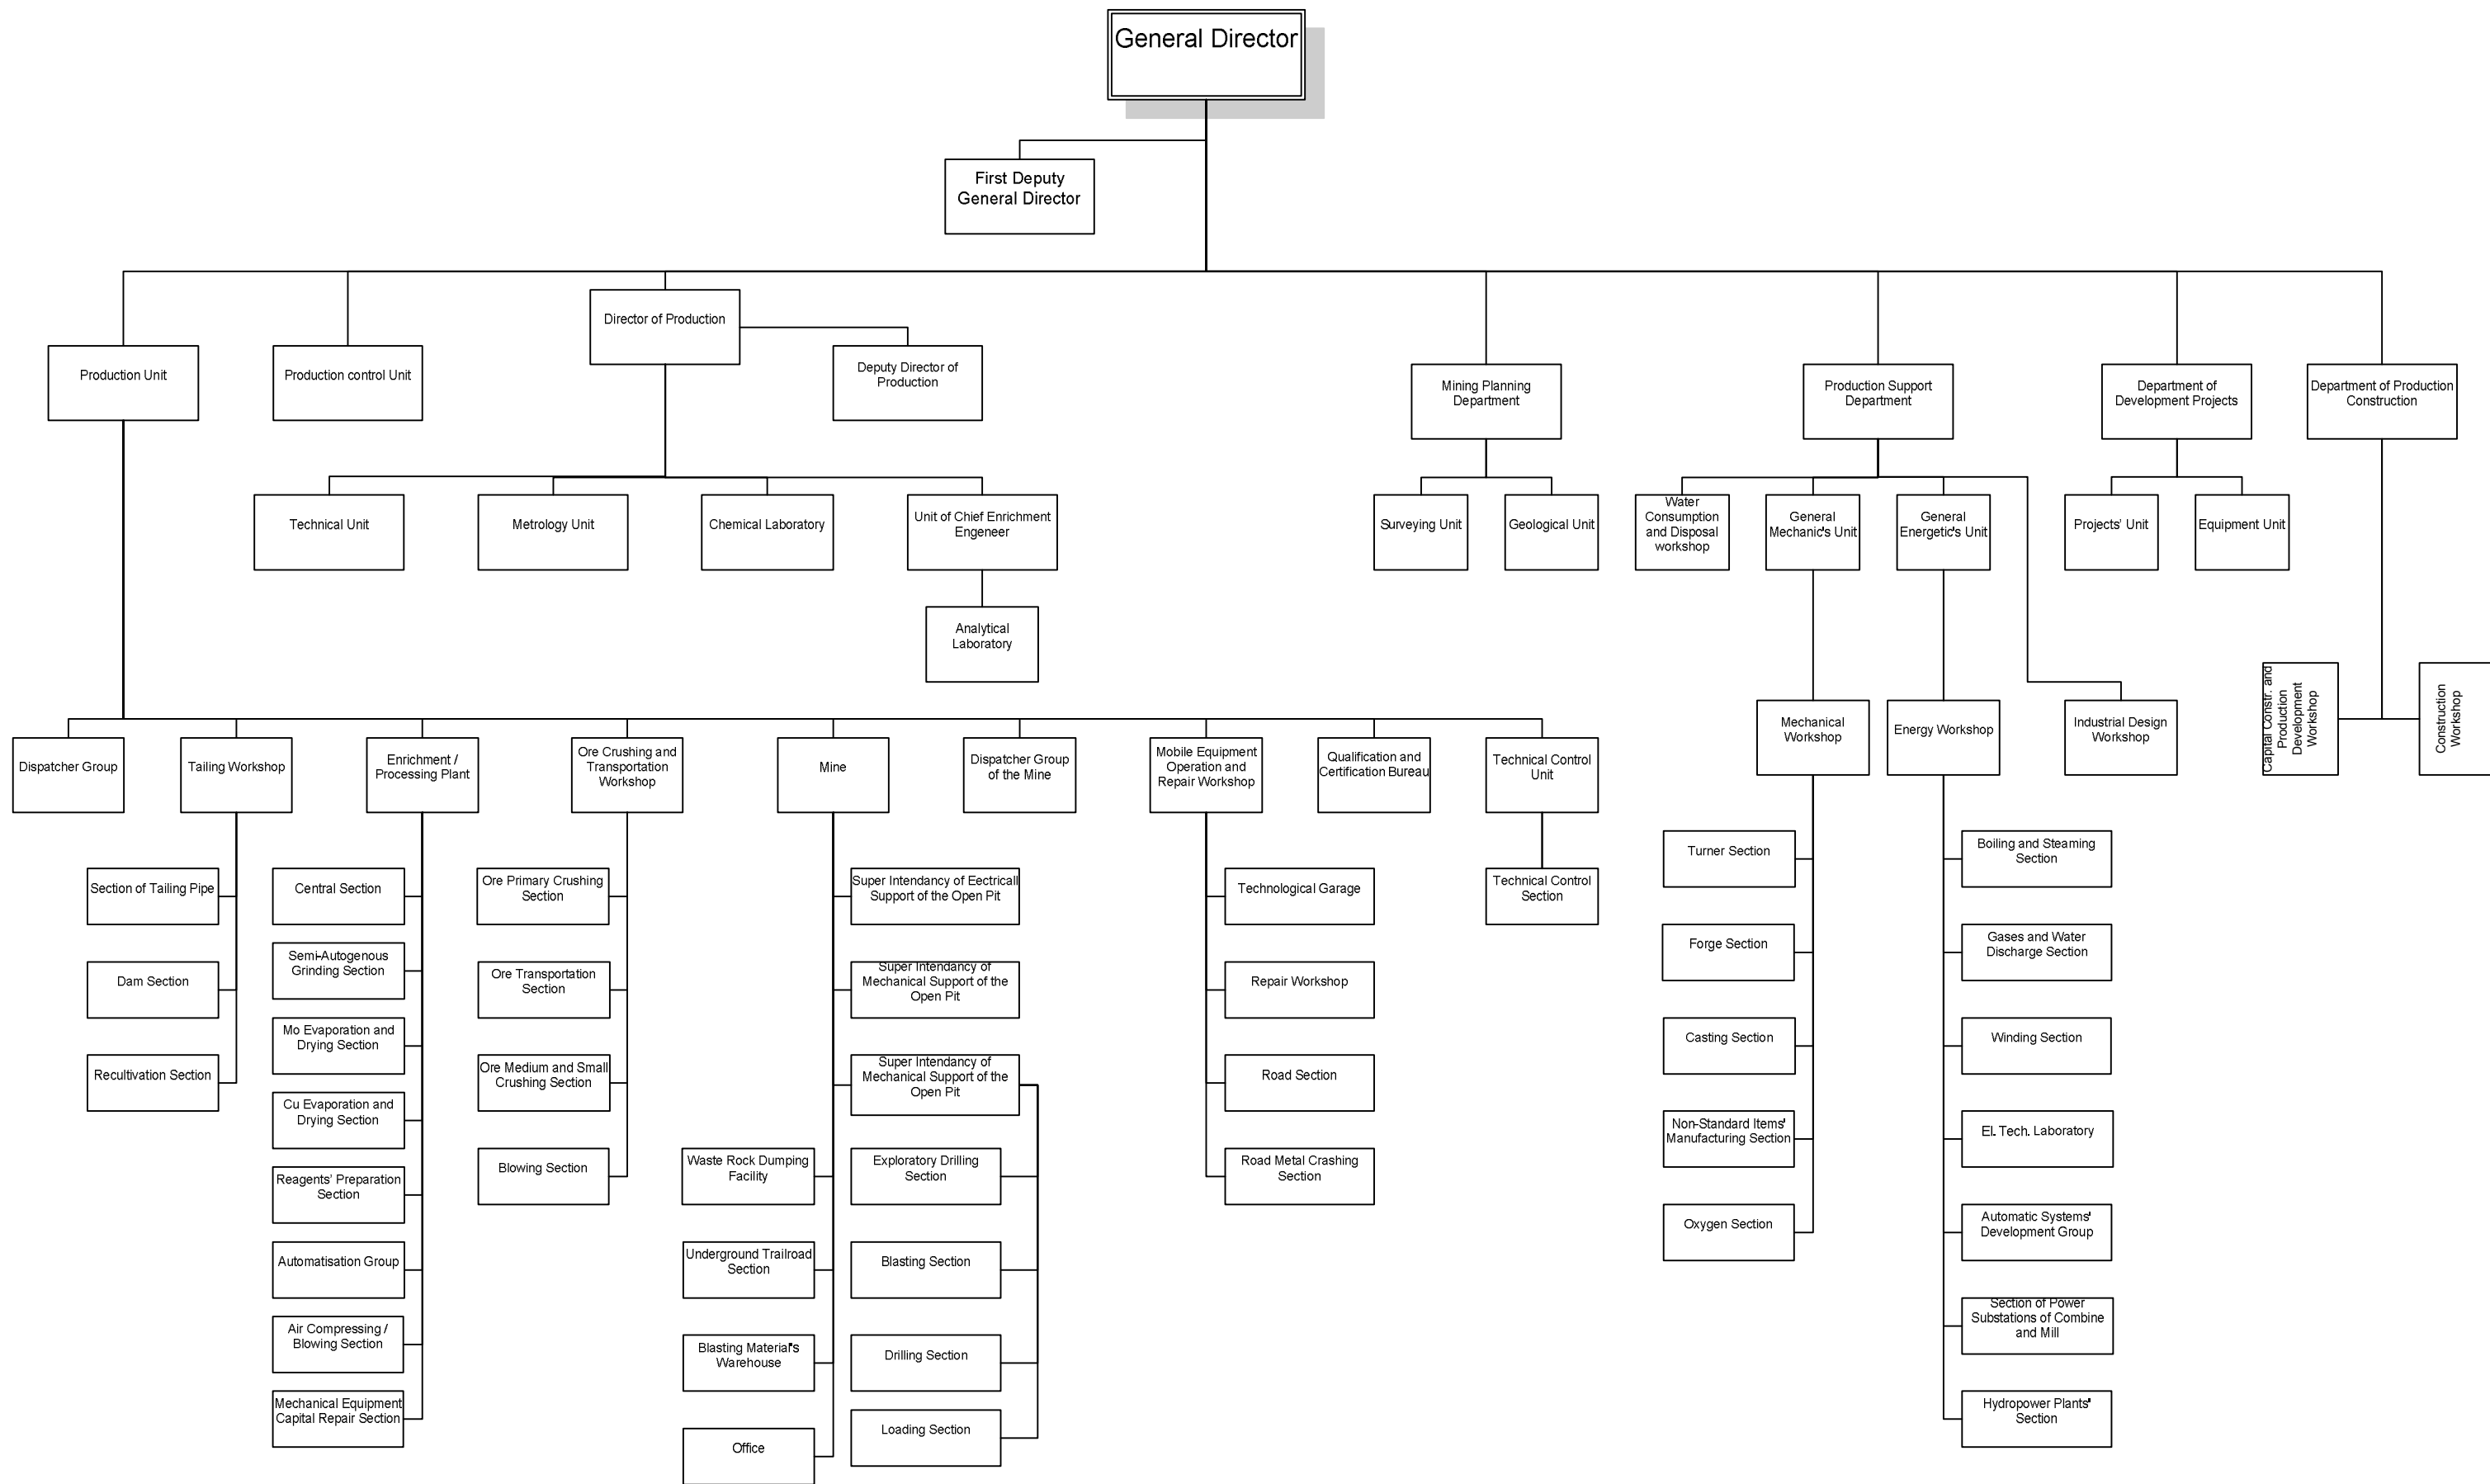 General Director
First Deputy
General Director
Director of Production
Production Unit
Production control Unit
Deputy Director of
Production
Mining Planning
Department
Production Support
Department
Department of
Development Projects
Department of Production
Construction
Technical Unit
Metrology Unit
Chemical Laboratory
Unit of Chief Enrichment
Engeneer
Surveying Unit
Geological Unit
Water
Consumption
and Disposal
workshop
General
Mechanic's Unit
General
Energetic's Unit
Projects' Unit
Equipment Unit
Analytical
Laboratory
Capital Constr. and
Production
Development
Workshop
Construction
Workshop
Mechanical
Workshop
Energy Workshop
Industrial Design
Workshop
Dispatcher Group
Tailing Workshop
Enrichment /
Processing Plant
Ore Crushing and
Transportation
Workshop
Mine
Dispatcher Group
of the Mine
Mobile Equipment
Operation and
Repair Workshop
Qualification and
Certification Bureau
Technical Control
Unit
Section of Tailing Pipe
Dam Section
Recultivation Section
Central Section
Semi-Autogenous
Grinding Section
Mo Evaporation and
Drying Section
Cu Evaporation and
Drying Section
Reagents' Preparation
Section
Automatisation Group
Air Compressing /
Blowing Section
Mechanical Equipment
Capital Repair Section
Ore Primary Crushing
Section
Ore Transportation
Section
Ore Medium and Small
Crushing Section
Blowing Section
Super Intendancy of Eectricall
Support of the Open Pit
Super Intendancy of
Mechanical Support of the
Open Pit
Super Intendancy of
Mechanical Support of the
Open Pit
Waste Rock Dumping
Facility
Underground Trailroad
Section
Blasting Material's
Warehouse
Office
Exploratory Drilling
Section
Blasting Section
Drilling Section
Loading Section
Technological Garage
Repair Workshop
Road Section
Road Metal Crashing
Section
Technical Control
Section
Turner Section
Forge Section
Casting Section
Non-Standard Items'
Manufacturing Section
Oxygen Section
Boiling and Steaming
Section
Gases and Water
Discharge Section
Winding Section
El. Tech. Laboratory
Automatic Systems'
Development Group
Section of Power
Substations of Combine
and Mill
Hydropower Plants'
Section